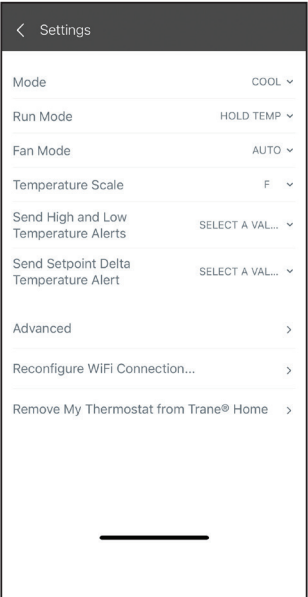 Settings
Mode COOL
Run Mode HOLD TEMP
Fan Mode AUTO
Temperature Scale F
Send High and Low
Temperature Alerts SELECT A VAL...
Send Setpoint Delta
Temperature Alert SELECT A VAL...
Advanced
Reconfigure WiFi Connection...
Remove My Thermostat from Trane® Home